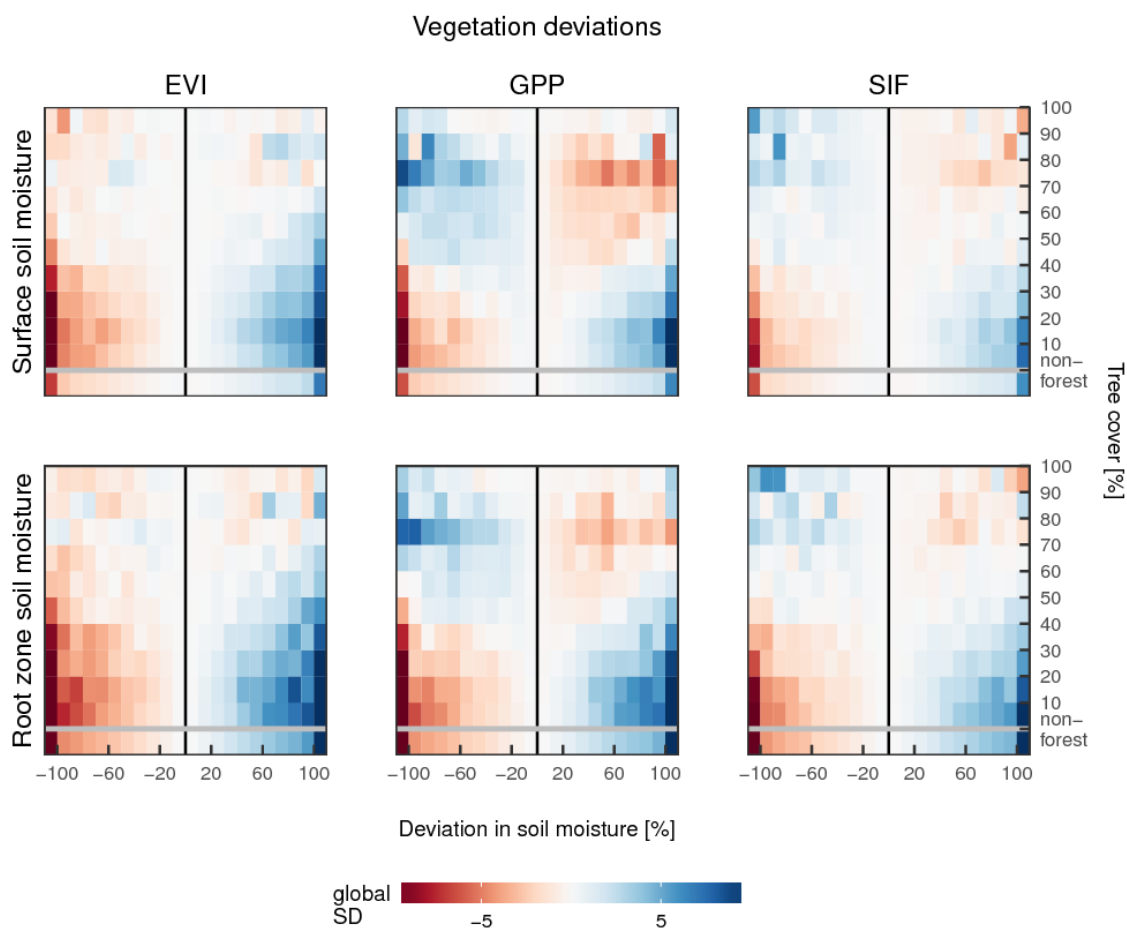 Vegetation deviations
EVI GPP SIF
Surface soil moisture
100
90
80
70
60
50
40
30
20
10
non−
forest
Tree cover [%]
Root zone soil moisture
100
90
80
70
60
50
40
30
20
10
non−
forest
−100 −60 −20 20 60 100 −100 −60 −20 20 60 100 −100 −60 −20 20 60 100
Deviation in soil moisture [%]
global
SD
−5 5